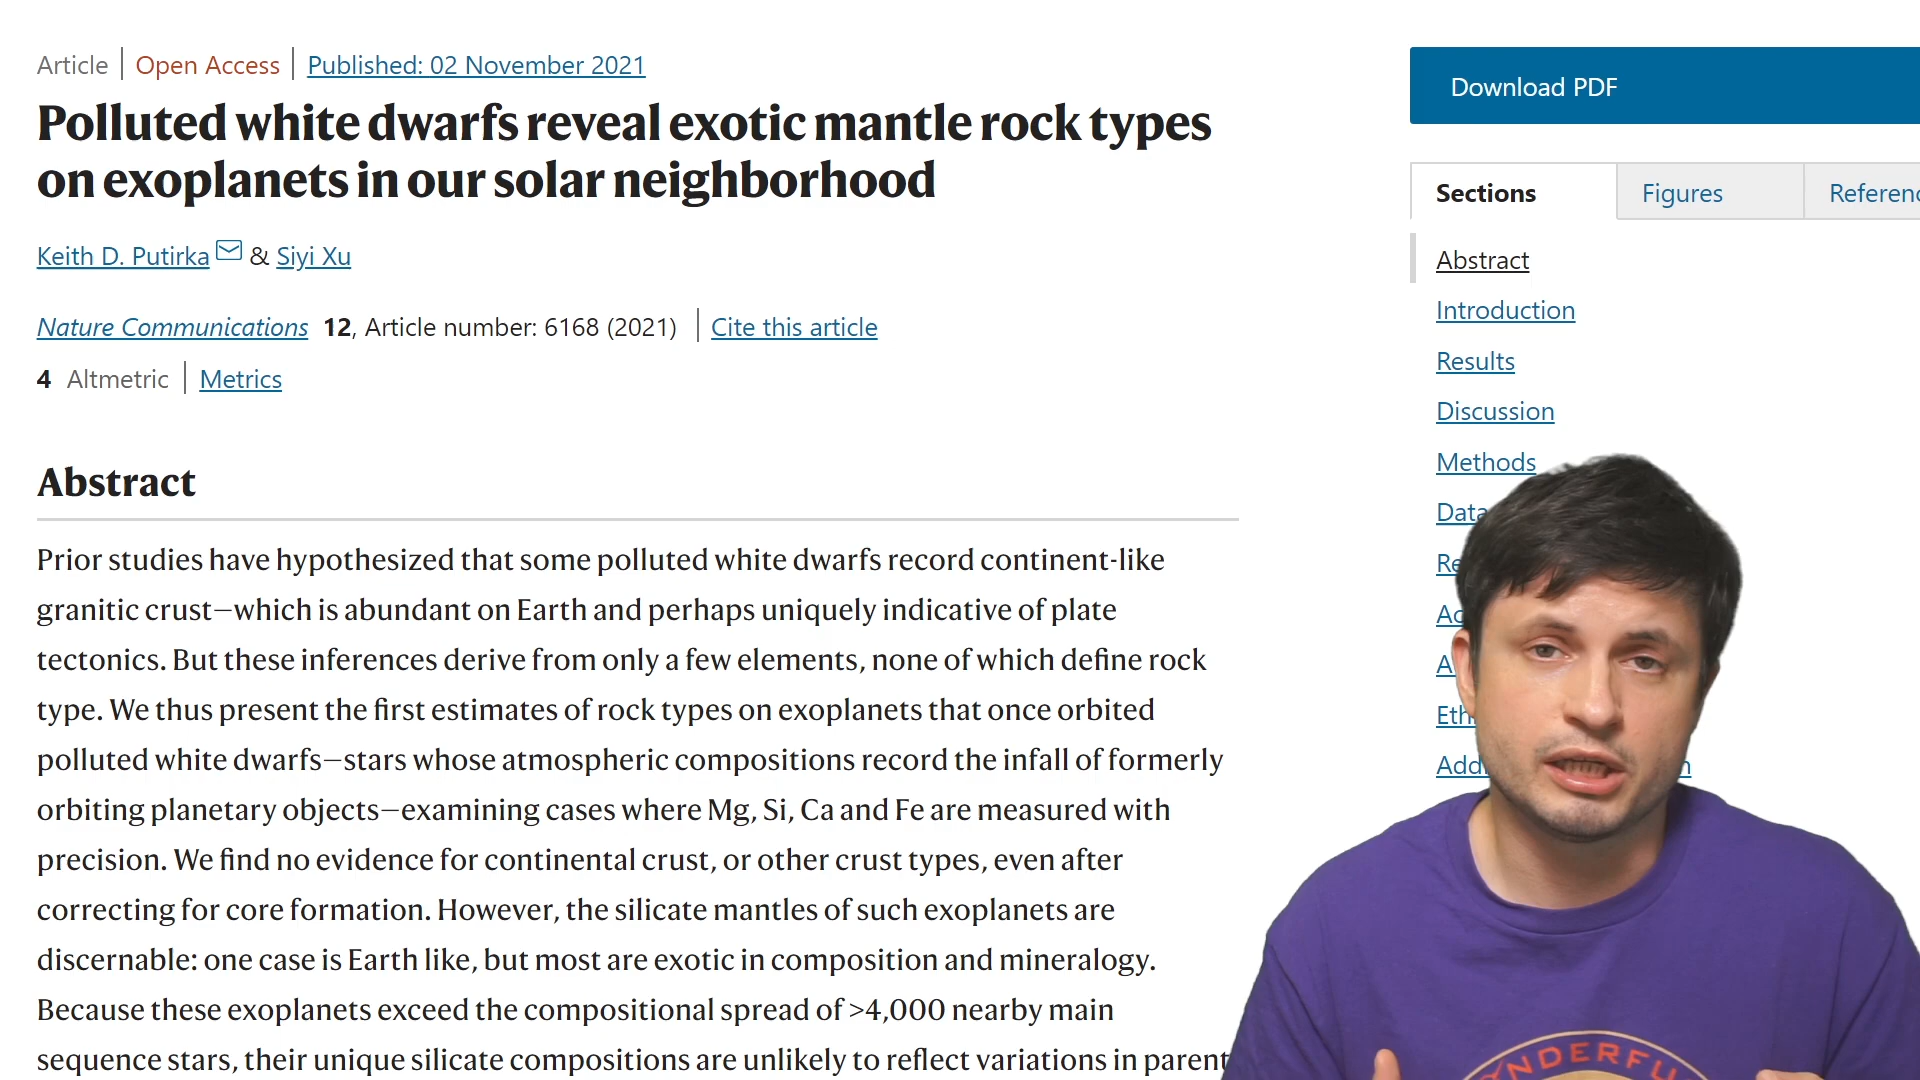 Article | Open Access | Published: 02 November 2021
Polluted white dwarfs reveal exotic mantle rock types
on exoplanets in our solar neighborhood
Keith D. Putirka & Siyi Xu
Nature Communications 12, Article number: 6168 (2021) | Cite this article
4 Altmetric | Metrics
Abstract
Prior studies have hypothesized that some polluted white dwarfs record continent-like
granitic crust—which is abundant on Earth and perhaps uniquely indicative of plate
tectonics. But these inferences derive from only a few elements, none of which define rock
type. We thus present the first estimates of rock types on exoplanets that once orbited
polluted white dwarfs—stars whose atmospheric compositions record the infall of formerly
orbiting planetary objects—examining cases where Mg, Si, Ca and Fe are measured with
precision. We find no evidence for continental crust, or other crust types, even after
correcting for core formation. However, the silicate mantles of such exoplanets are
discernable: one case is Earth like, but most are exotic in composition and mineralogy.
Because these exoplanets exceed the compositional spread of >4,000 nearby main
sequence stars, their unique silicate compositions are unlikely to reflect variations in parent
Download PDF
Sections Figures
Abstract
Introduction
Results
Discussion
Methods
Data